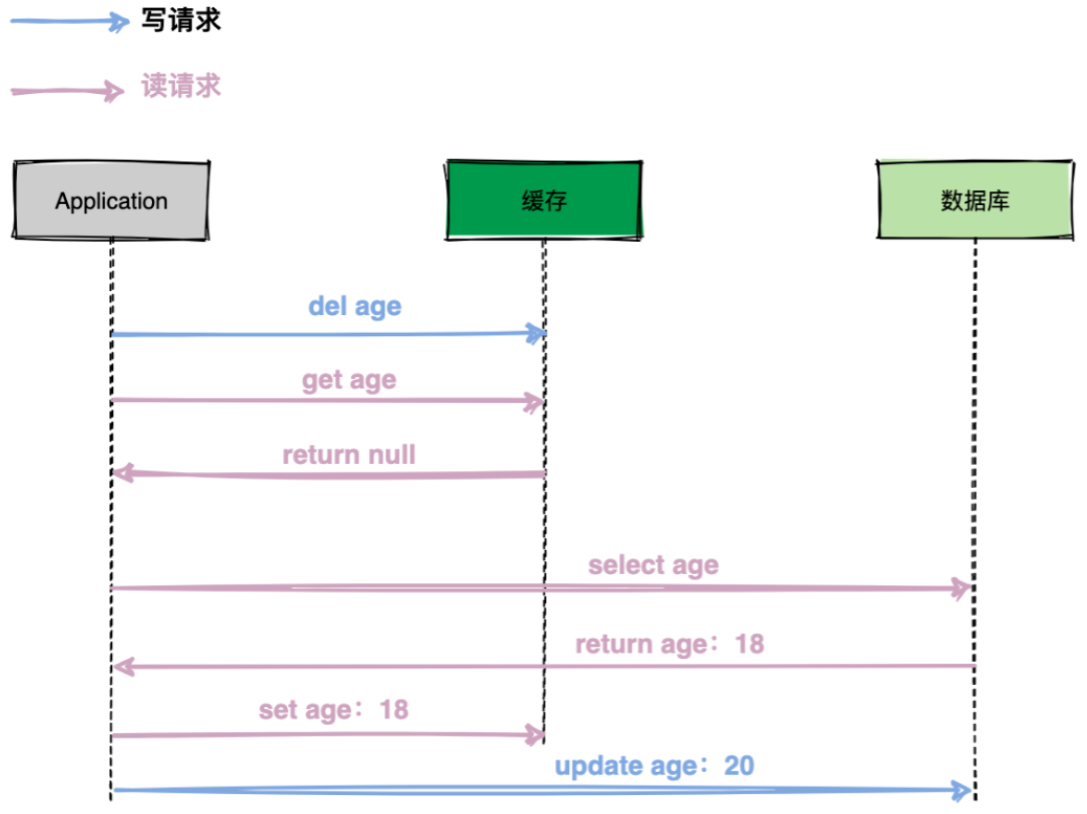 写请求
读请求
Application
缓存
数据库
del age
get age
return null
select age
return age：18
set age：18
update age：20